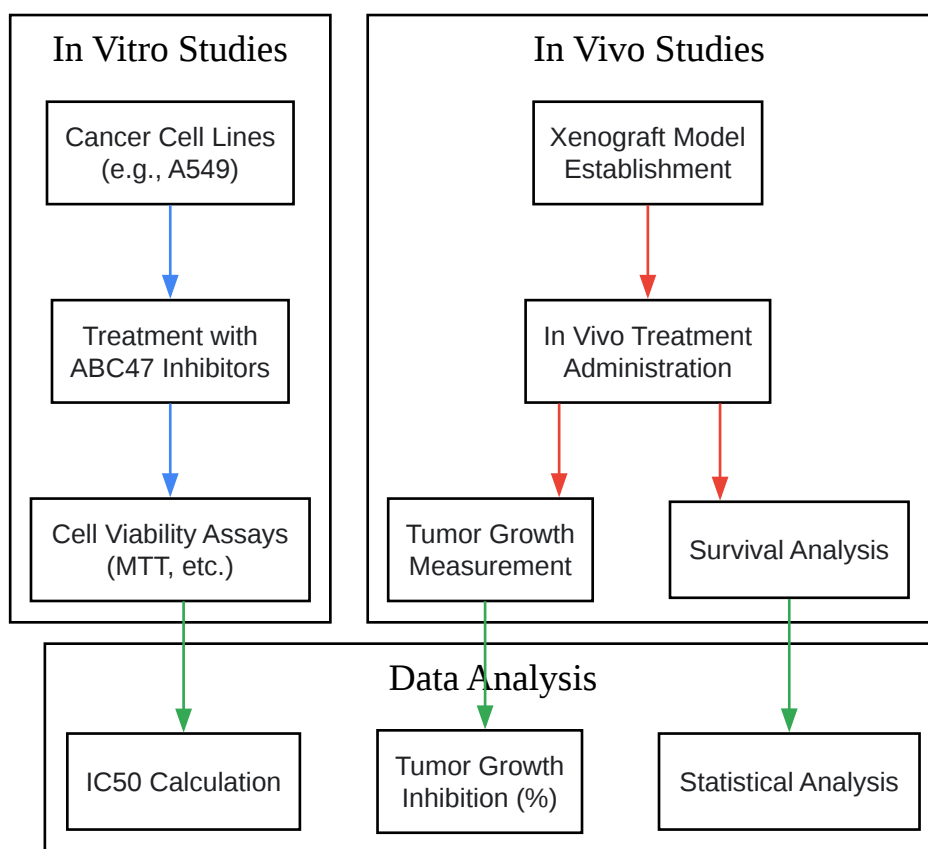 In Vitro Studies
Cancer Cell Lines
(e.g., A549)
Treatment with
ABC47 Inhibitors
Cell Viability Assays
(MTT, etc.)
In Vivo Studies
Xenograft Model
Establishment
In Vivo Treatment
Administration
Tumor Growth
Measurement
Survival Analysis
Data Analysis
IC50 Calculation
Tumor Growth
Inhibition (%)
Statistical Analysis